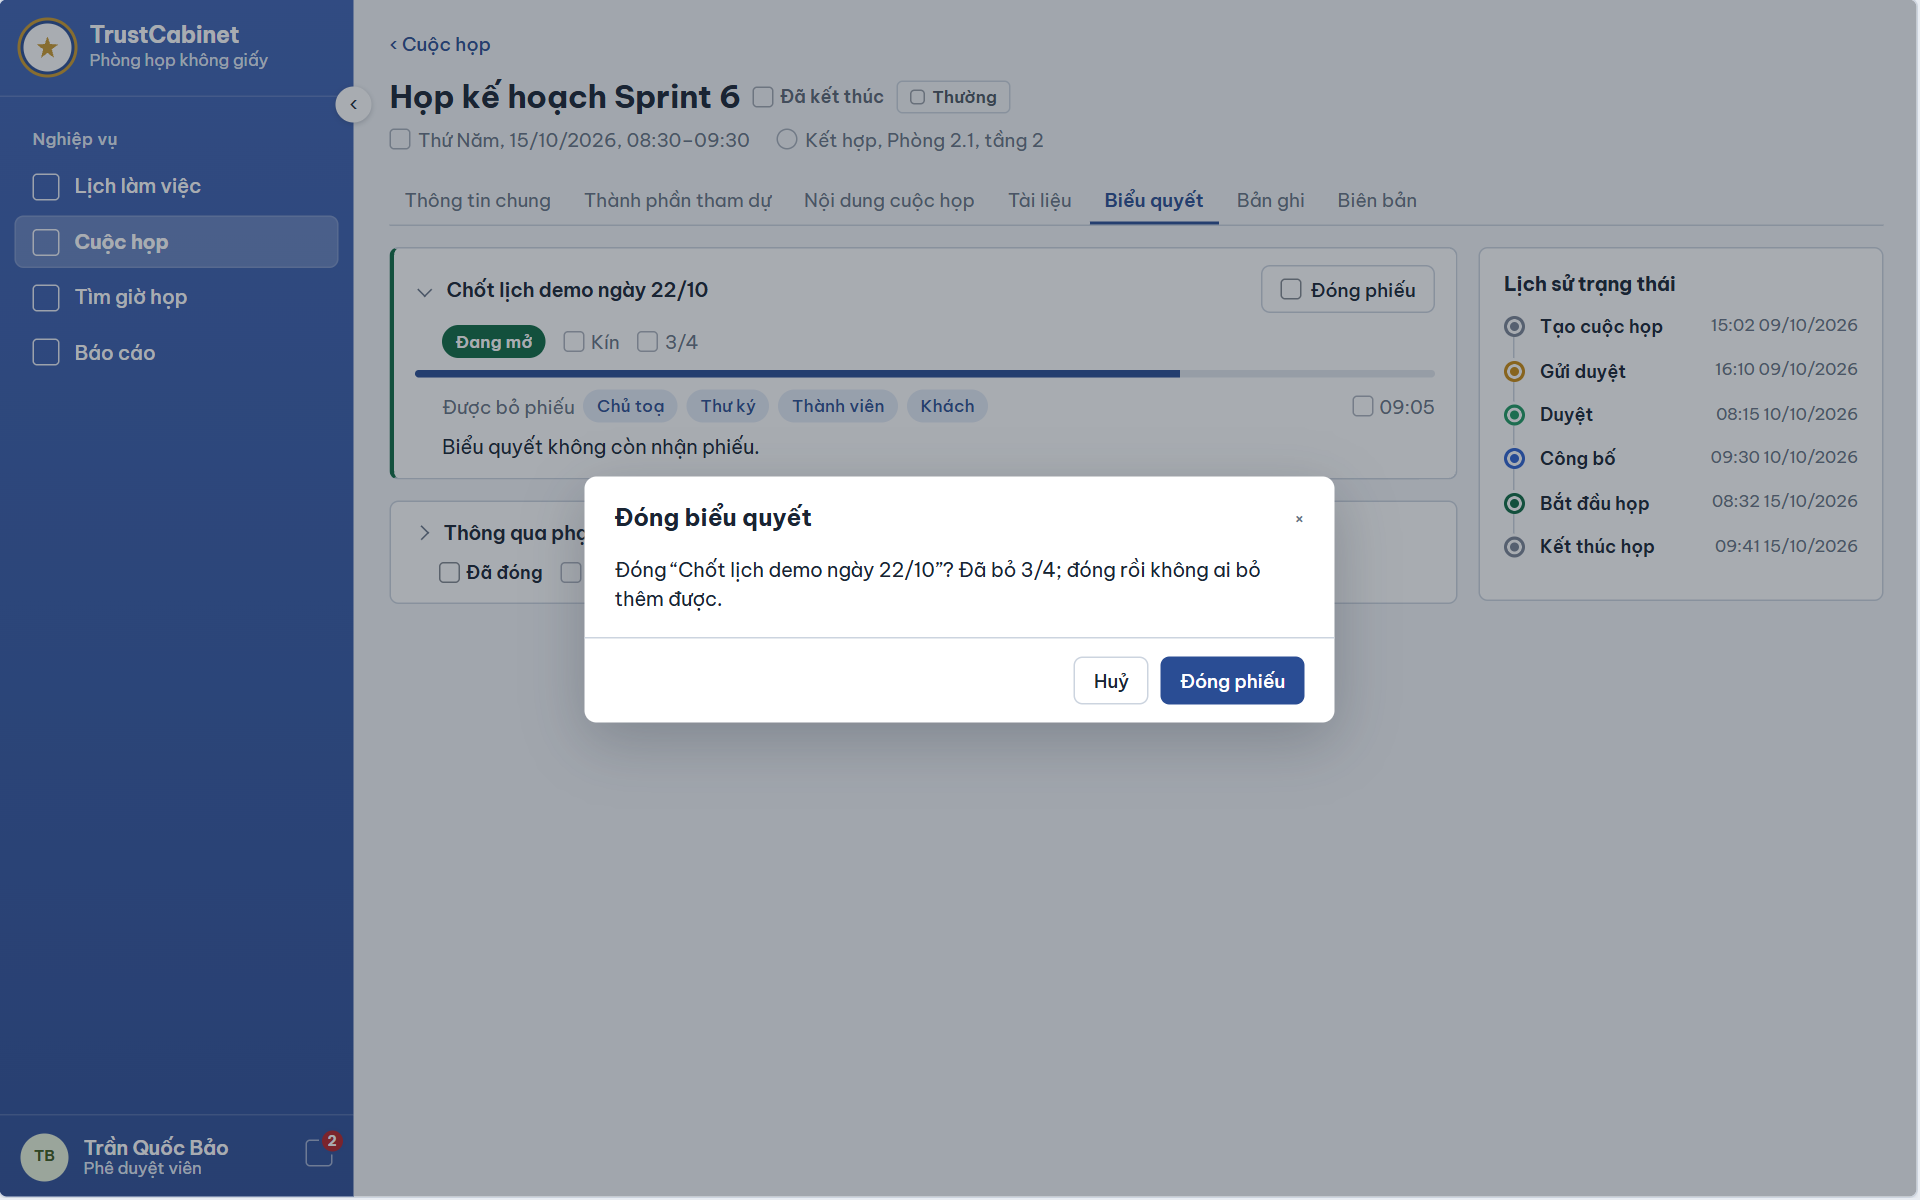 TrustCabinet
Phòng họp không giấy
Nghiệp vụ
Lịch làm việc
Cuộc họp
Tìm giờ họp
Báo cáo
TB
Trần Quốc Bảo
Phê duyệt viên
2
‹ Cuộc họp
Họp kế hoạch Sprint 6
Đã kết thúc
Thường
Thứ Năm, 15/10/2026, 08:30–09:30
Kết hợp, Phòng 2.1, tầng 2
Thông tin chung
Thành phần tham dự
Nội dung cuộc họp
Tài liệu
Biểu quyết
Bản ghi
Biên bản
Chốt lịch demo ngày 22/10
Đóng phiếu
Đang mở
Kín
3/4
Được bỏ phiếu
Chủ toạ
Thư ký
Thành viên
Khách
09:05
Biểu quyết không còn nhận phiếu.
Thông qua
Đã đóng
Đóng biểu quyết
×
Đóng “Chốt lịch demo ngày 22/10”? Đã bỏ 3/4; đóng rồi không ai bỏ
thêm được.
Huỷ
Đóng phiếu
Lịch sử trạng thái
Tạo cuộc họp 15:02 09/10/2026
Gửi duyệt 16:10 09/10/2026
Duyệt 08:15 10/10/2026
Công bố 09:30 10/10/2026
Bắt đầu họp 08:32 15/10/2026
Kết thúc họp 09:41 15/10/2026